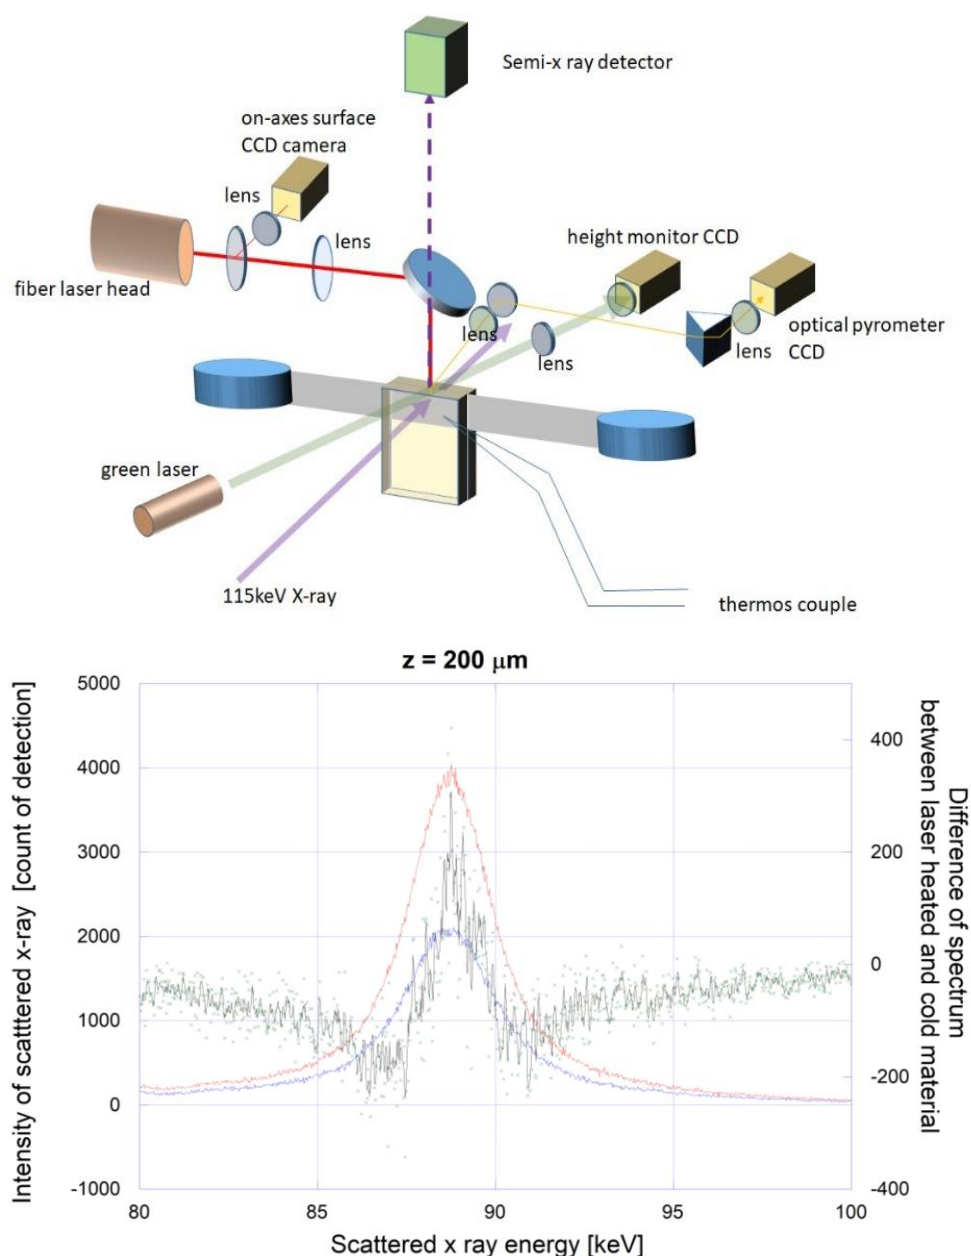 Semi-x ray detector
on-axes surface
CCD camera
lens
lens
height monitor CCD
fiber laser head
lens
lens
lens
optical pyrometer
CCD
green laser
115keV X-ray
thermos couple
z = 200 μm
5000
4000
3000
2000
1000
0
-1000
400
200
0
-200
-400
80
85
90
95
100
Intensity of scatttered x-ray [count of detection]
Difference of spectrum
between laser heated and cold material
Scattered x ray energy [keV]